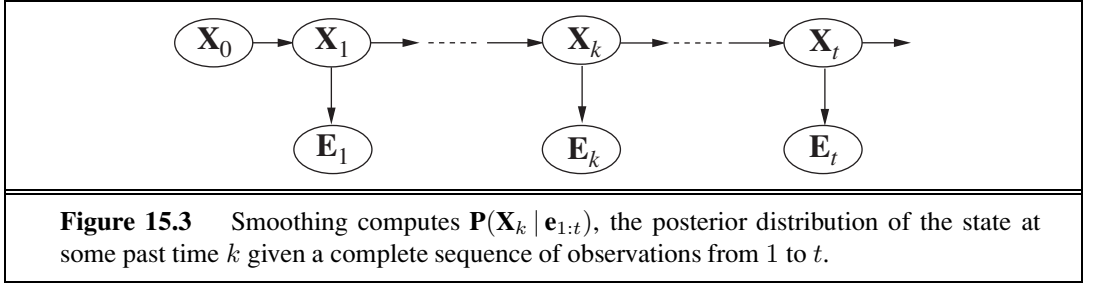 X₀ X₁ Xₖ Xₜ
E₁ Eₖ Eₜ
Figure 15.3 Smoothing computes P(Xₖ | e₁:ₜ), the posterior distribution of the state at
some past time k given a complete sequence of observations from 1 to t.